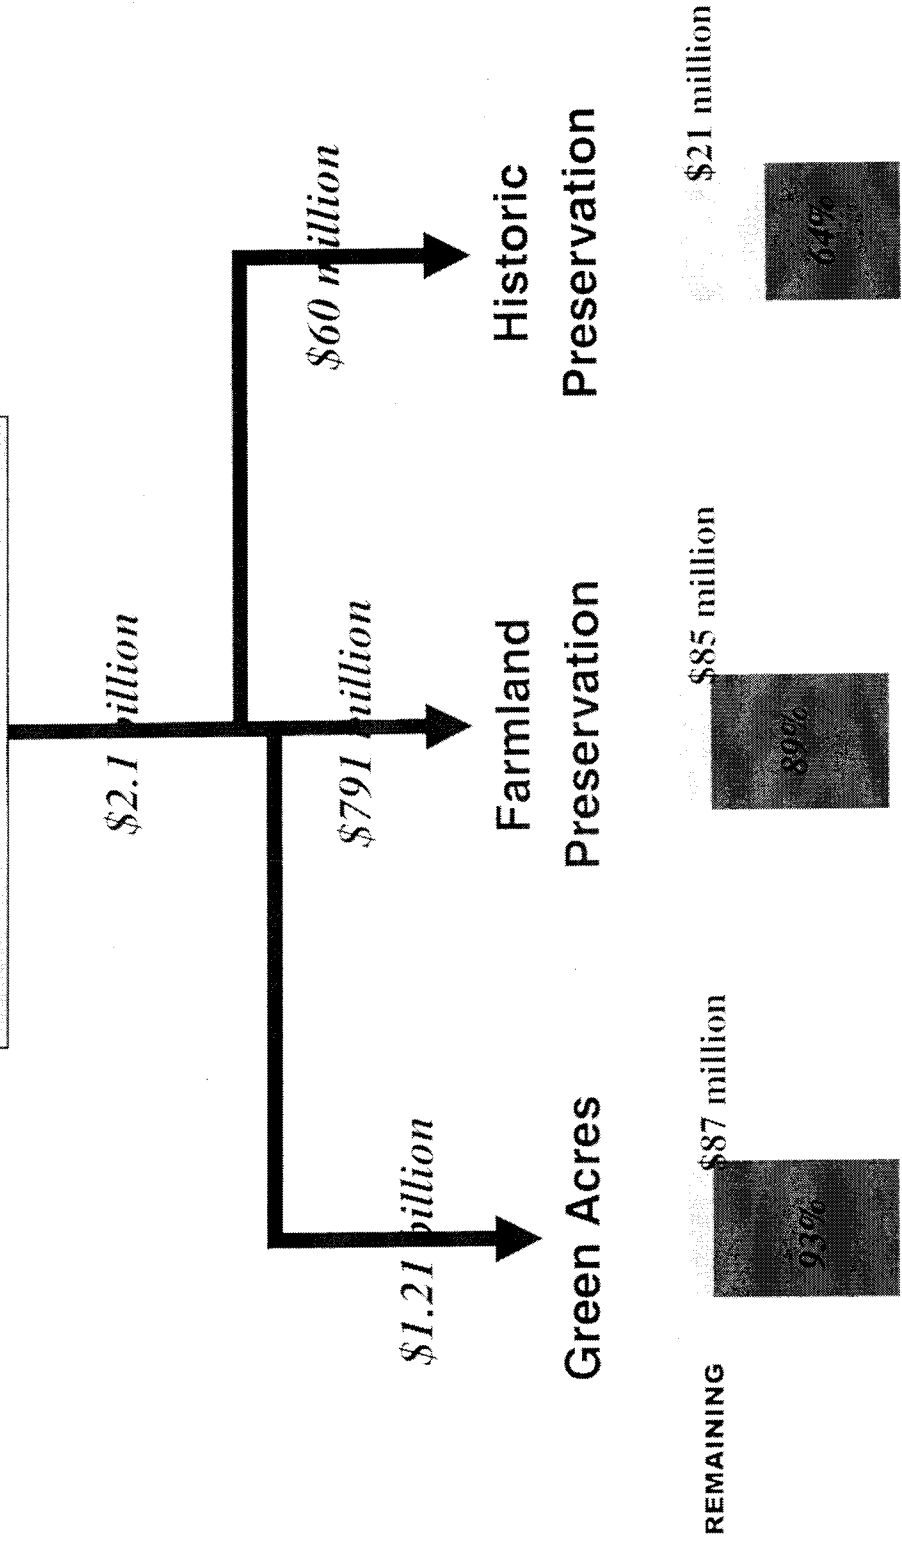 $2.1 billion
$60 million
$791 million
$1.21 billion
Historic
Preservation
Farmland
Preservation
Green Acres
REMAINING
$87 million
$85 million
$21 million
93%
89%
64%